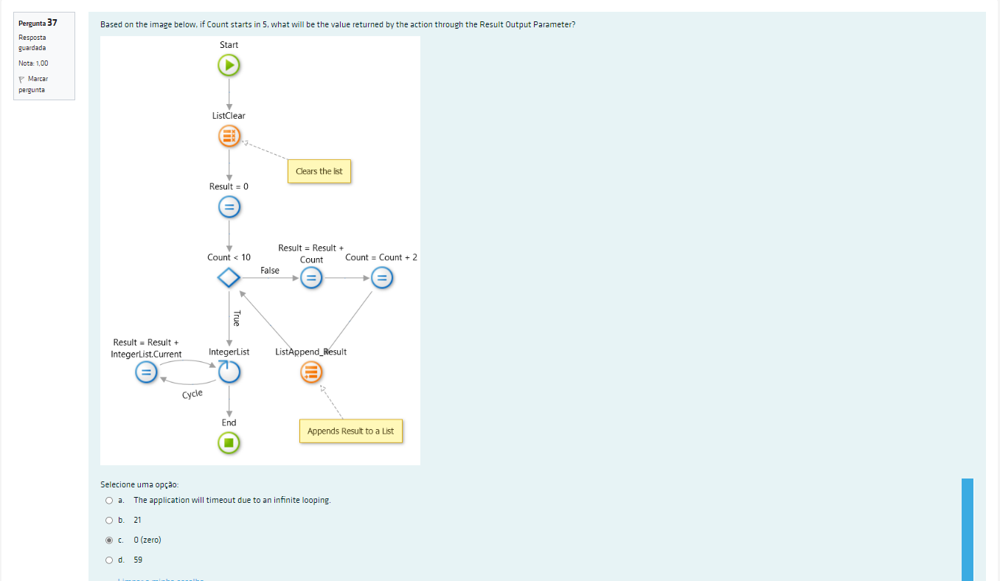 Pergunta 37
Resposta
guardada
Nota: 1,00
Marcar
pergunta
Based on the image below, if Count starts in 5, what will be the value returned by the action through the Result Output Parameter?
Start
ListClear
Clears the list
Result = 0
Count < 10
False
Result = Result +
Count
Count = Count + 2
True
Result = Result +
IntegerList.Current
IntegerList
ListAppend_Result
Cycle
End
Appends Result to a List
Selecione uma opção:
a. The application will timeout due to an infinite looping.
b. 21
c. 0 (zero)
d. 59